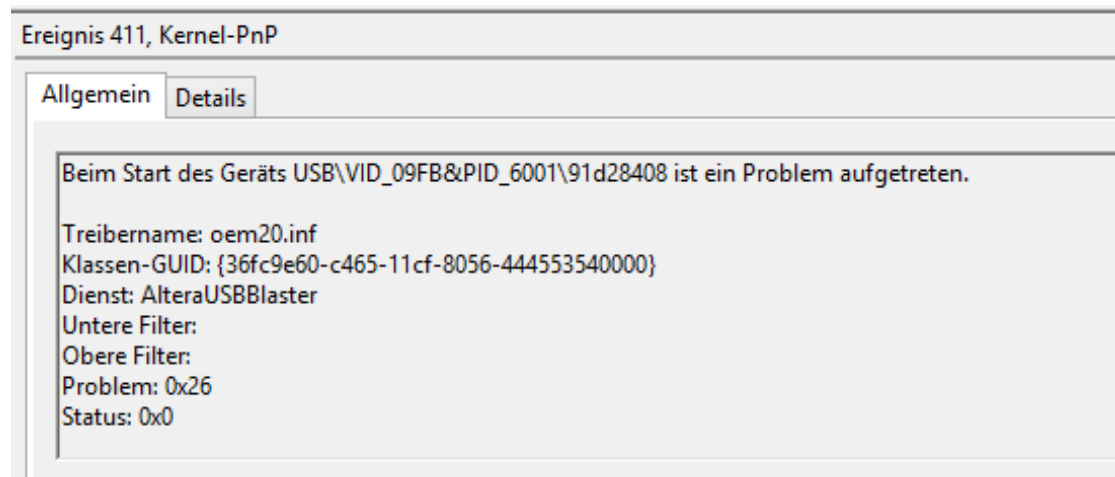 Ereignis 411, Kernel-PnP
Allgemein Details
Beim Start des Geräts USB\VID_09FB&PID_6001\91d28408 ist ein Problem aufgetreten.
Treibername: oem20.inf
Klassen-GUID: {36fc9e60-c465-11cf-8056-444553540000}
Dienst: AlteraUSBBlaster
Untere Filter:
Obere Filter:
Problem: 0x26
Status: 0x0